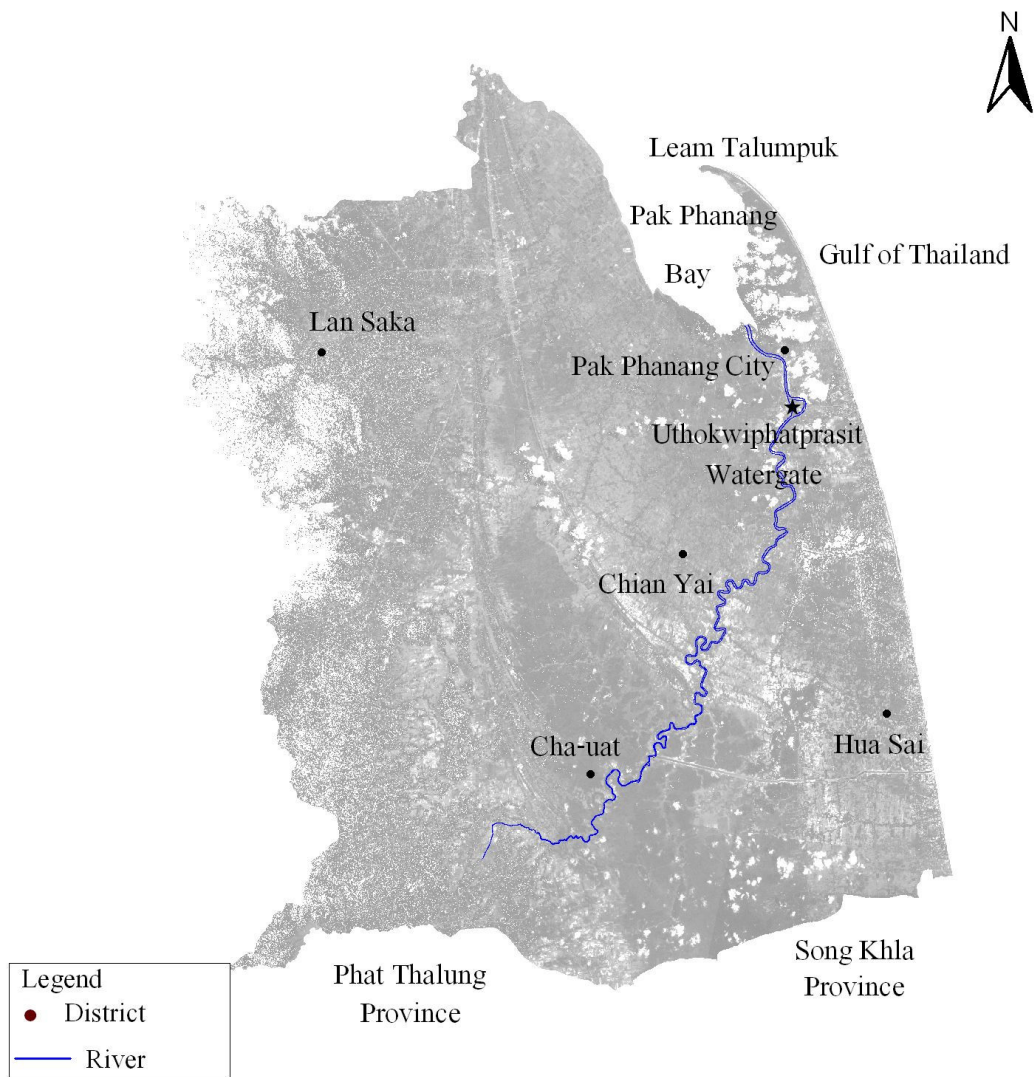 N
Leam Talumpuk
Pak Phanang
Bay
Gulf of Thailand
Lan Saka
Pak Phanang City
Uthokwiphatprasit
Watergate
Chian Yai
Hua Sai
Cha-uat
Song Khla
Province
Phat Thalung
Province
Legend
District
River